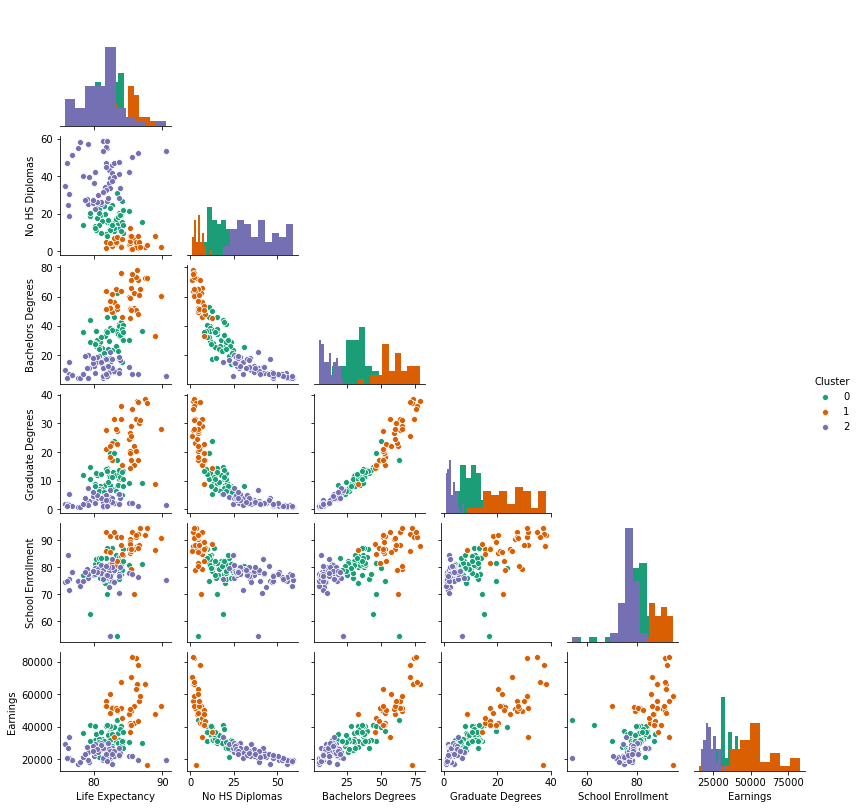 60
40
20
0
No HS Diplomas
80
60
40
20
Bachelors Degrees
40
30
20
10
0
Graduate Degrees
Cluster
0
1
2
90
80
70
60
School Enrollment
80000
60000
40000
20000
Earnings
80 90
0 25 50
25 50 75
0 20 40
60 80
25000 50000 75000
Life Expectancy No HS Diplomas Bachelors Degrees Graduate Degrees School Enrollment Earnings